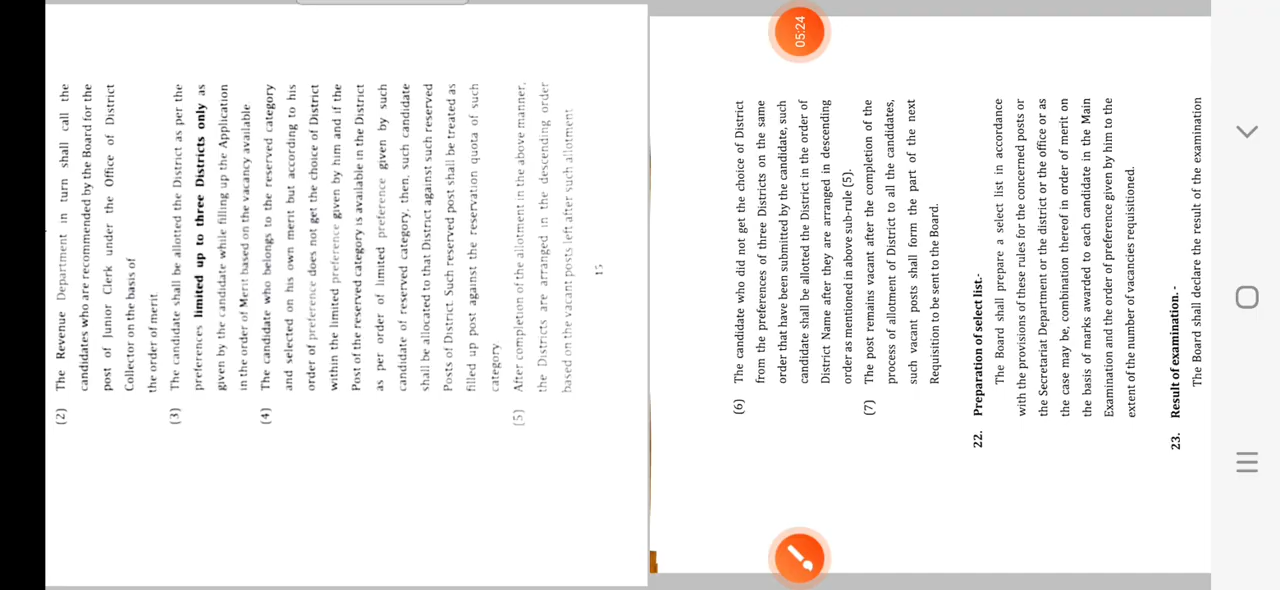 (2) The Revenue Department in turn shall call the
candidates who are recommended by the Board for the
post of Junior Clerk under the Office of District
Collector on the basis of
the order of merit
(3) The candidate shall be allotted the District as per the
preferences limited up to three Districts only as
given by the candidate while filling up the Application
in the order of Merit based on the vacancy available
(4) The candidate who belongs to the reserved category
and selected on his own merit but according to his
order of preference does not get the choice of District
within the limited preference given by him and if the
Post of the reserved category is available in the District
as per order of limited preference given by such
candidate of reserved category, then, such candidate
shall be allocated to that District against such reserved
Posts of District. Such reserved post shall be treated as
filled up post against the reservation quota of such
category
(5) After completion of the allotment in the above manner,
the Districts are arranged in the descending order
based on the vacant posts left after such allotment
15
(6) The candidate who did not get the choice of District
from the preferences of three Districts on the same
order that have been submitted by the candidate, such
candidate shall be allotted the District in the order of
District Name after they are arranged in descending
order as mentioned in above sub-rule (5).
(7) The post remains vacant after the completion of the
process of allotment of District to all the candidates,
such vacant posts shall form the part of the next
Requisition to be sent to the Board.
22. Preparation of select list.-
The Board shall prepare a select list in accordance
with the provisions of these rules for the concerned posts or
the Secretariat Department or the district or the office or as
the case may be, combination thereof in order of merit on
the basis of marks awarded to each candidate in the Main
Examination and the order of preference given by him to the
extent of the number of vacancies requisitioned.
23. Result of examination. -
The Board shall declare the result of the examination
05:24